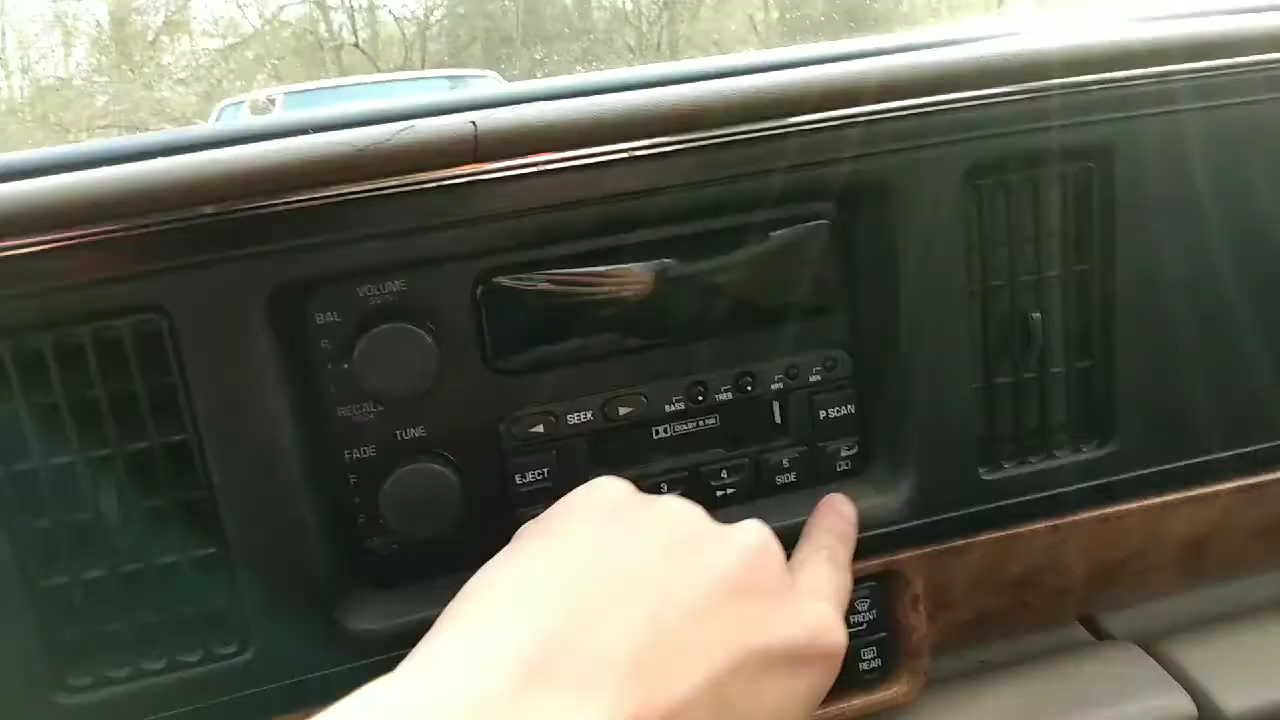 VOLUME
BAL
R
RECALL
TUNE
FADE
F
R
SEEK
BASS
TREB
DOLBY B NR
P SCAN
EJECT
3
4
5
SIDE
FRONT
REAR